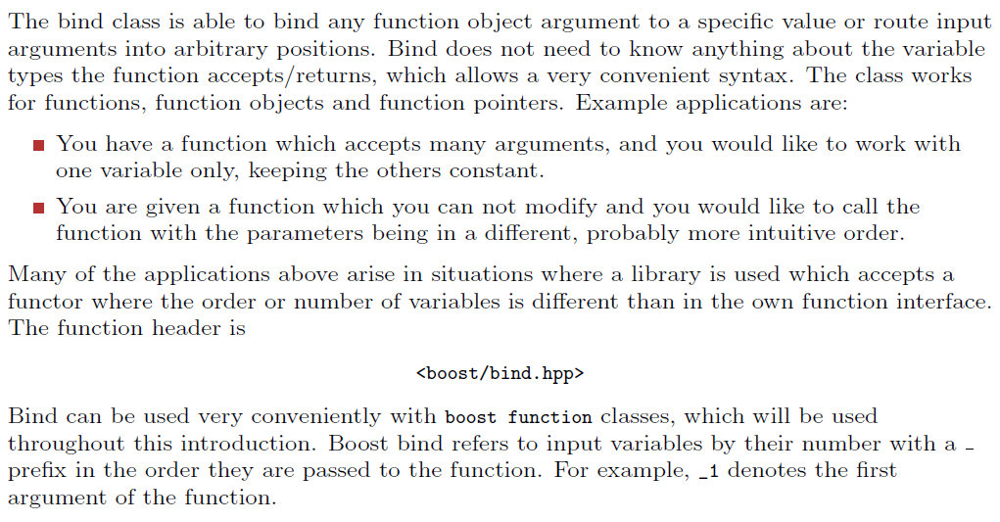 The bind class is able to bind any function object argument to a specific value or route input
arguments into arbitrary positions. Bind does not need to know anything about the variable
types the function accepts/returns, which allows a very convenient syntax. The class works
for functions, function objects and function pointers. Example applications are:
■ You have a function which accepts many arguments, and you would like to work with
one variable only, keeping the others constant.
■ You are given a function which you can not modify and you would like to call the
function with the parameters being in a different, probably more intuitive order.
Many of the applications above arise in situations where a library is used which accepts a
functor where the order or number of variables is different than in the own function interface.
The function header is
<boost/bind.hpp>
Bind can be used very conveniently with boost function classes, which will be used
throughout this introduction. Boost bind refers to input variables by their number with a _
prefix in the order they are passed to the function. For example, _1 denotes the first
argument of the function.